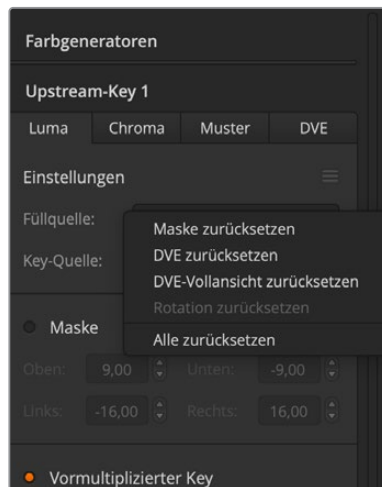 Farbgeneratoren
Upstream-Key 1
Luma Chroma Muster DVE
Einstellungen
Füllquelle:
Maske zurücksetzen
DVE zurücksetzen
Key-Quelle:
DVE-Vollansicht zurücksetzen
Rotation zurücksetzen
Maske
Alle zurücksetzen
Oben: 9,00 Unten: -9,00
Links: -16,00 Rechts: 16,00
Vormultiplizierter Key